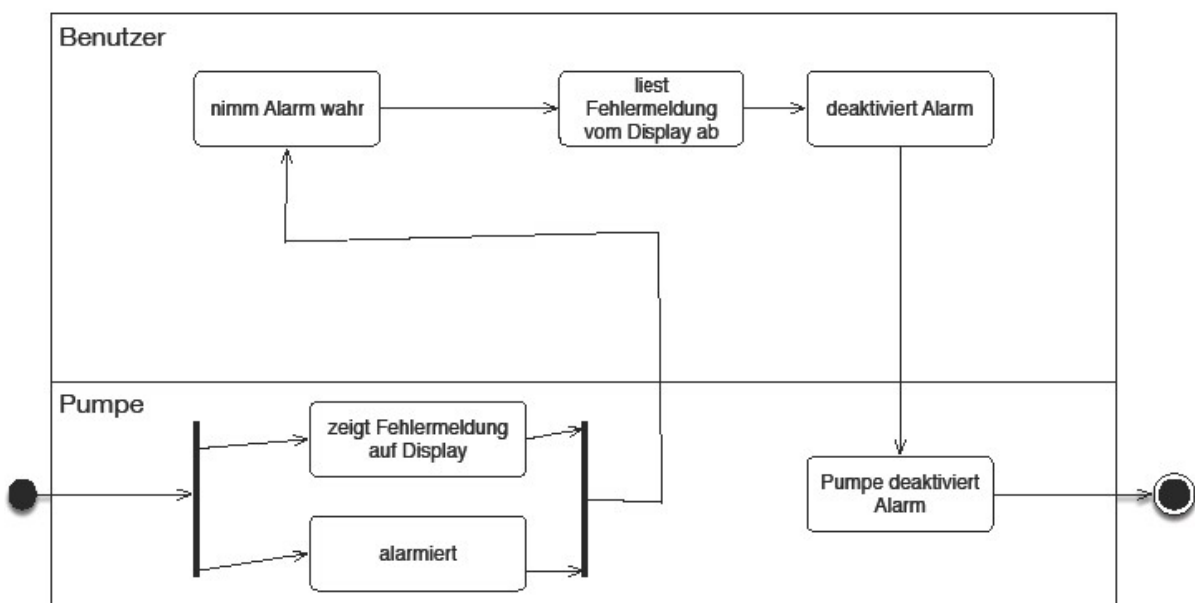 Benutzer
nimm Alarm wahr
liest
Fehlermeldung
vom Display ab
deaktiviert Alarm
Pumpe
zeigt Fehlermeldung
auf Display
alarmiert
Pumpe deaktiviert
Alarm